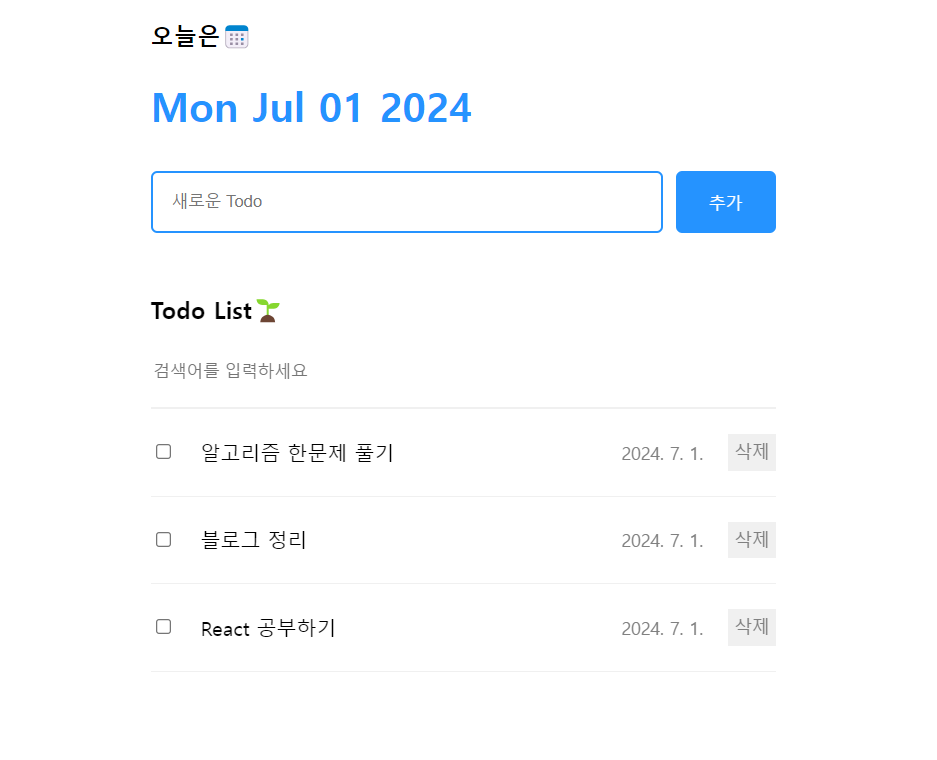 오늘은📅
Mon Jul 01 2024
새로운 Todo
추가
Todo List🌱
검색어를 입력하세요
알고리즘 한문제 풀기 2024. 7. 1. 삭제
블로그 정리 2024. 7. 1. 삭제
React 공부하기 2024. 7. 1. 삭제